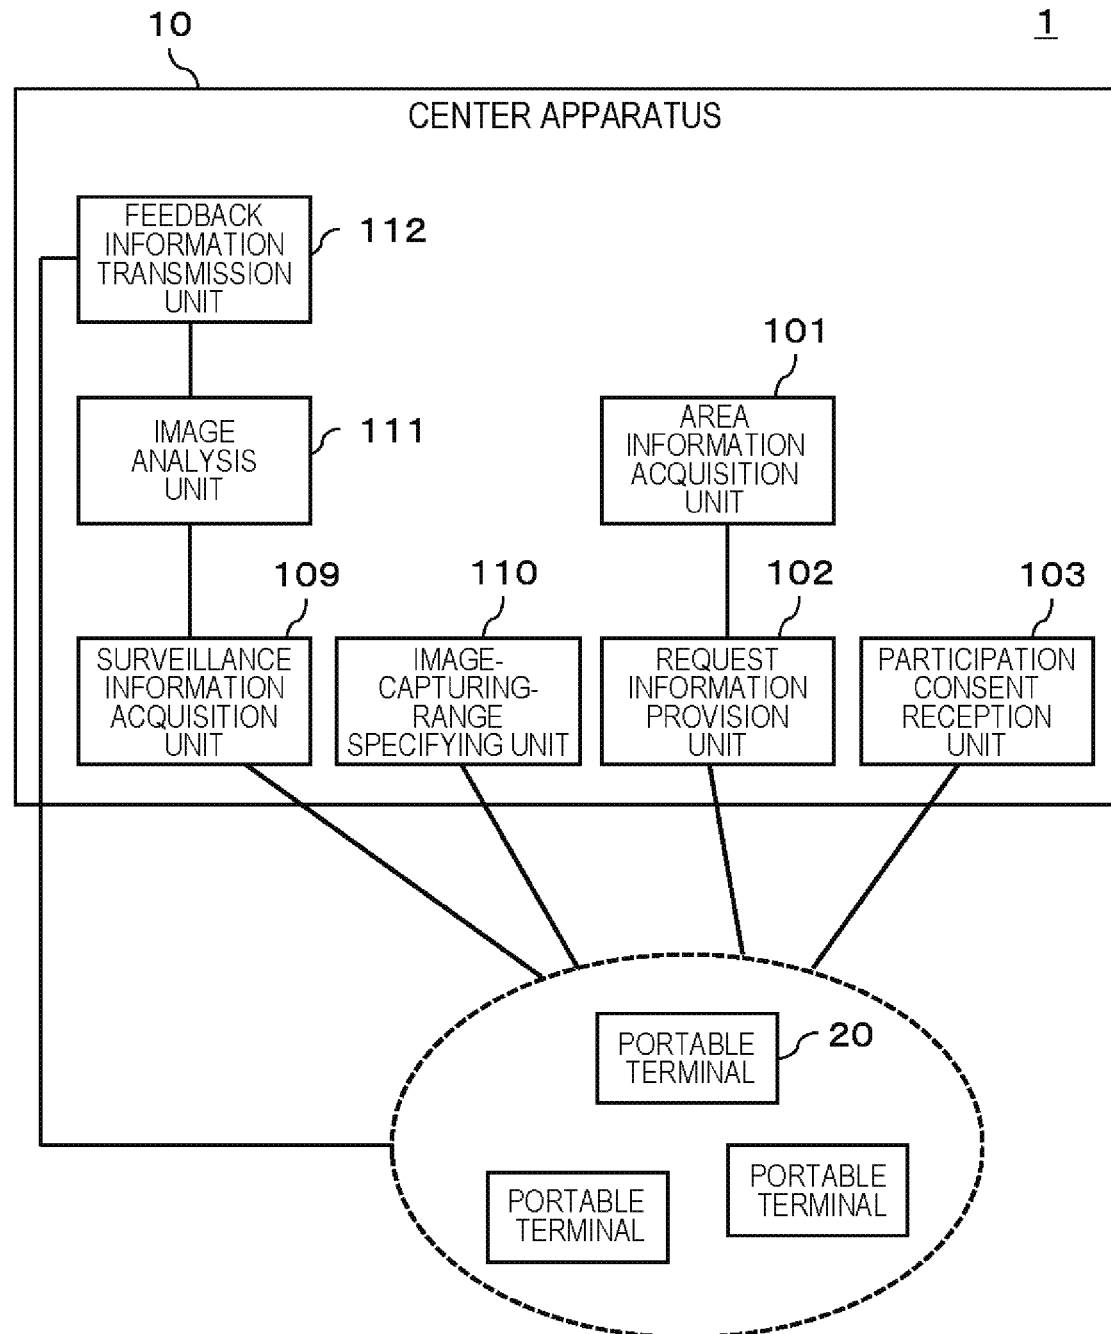 10
1
CENTER APPARATUS
FEEDBACK
INFORMATION
TRANSMISSION
UNIT
112
101
IMAGE
ANALYSIS
UNIT
111
AREA
INFORMATION
ACQUISITION
UNIT
109
110
102
103
SURVEILLANCE
INFORMATION
ACQUISITION
UNIT
IMAGE-
CAPTURING-
RANGE
SPECIFYING UNIT
REQUEST
INFORMATION
PROVISION
UNIT
PARTICIPATION
CONSENT
RECEPTION
UNIT
PORTABLE
TERMINAL
20
PORTABLE
TERMINAL
PORTABLE
TERMINAL